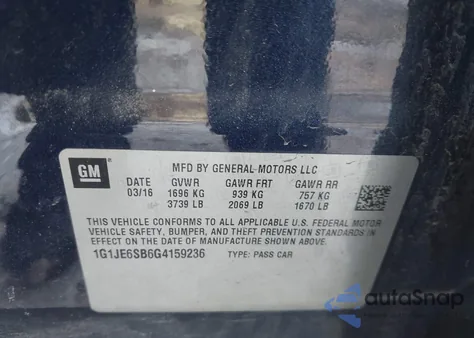 GM
MFD BY GENERAL MOTORS LLC
DATE GVWR GAWR FRT GAWR RR
03/16 1696 KG 939 KG 757 KG
3739 LB 2069 LB 1670 LB
THIS VEHICLE CONFORMS TO ALL APPLICABLE U.S. FEDERAL MOTOR
VEHICLE SAFETY, BUMPER, AND THEFT PREVENTION STANDARDS IN
EFFECT ON THE DATE OF MANUFACTURE SHOWN ABOVE.
1G1JE6SB6G4159236 TYPE: PASS CAR
autaSnap